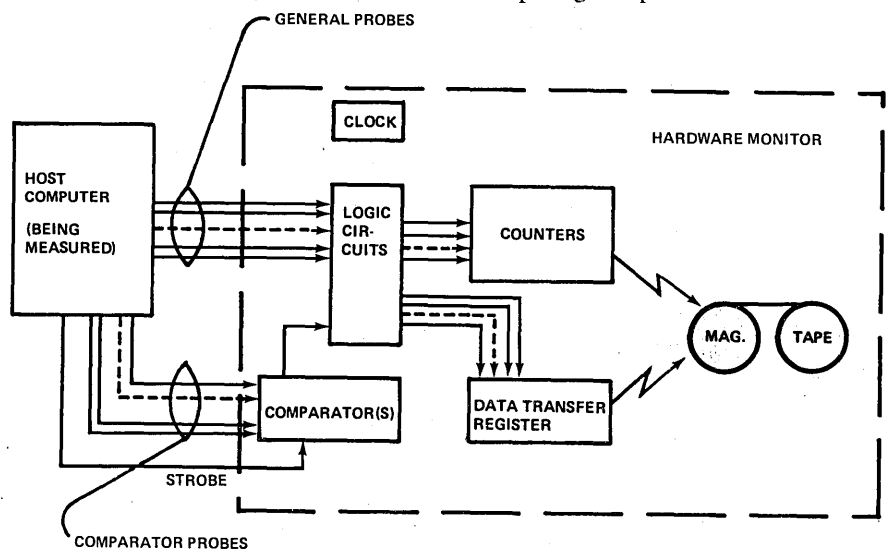 GENERAL PROBES
CLOCK
HARDWARE MONITOR
HOST
COMPUTER
(BEING
MEASURED)
LOGIC
CIR-
CUITS
COUNTERS
MAG.
TAPE
COMPARATOR(S)
DATA TRANSFER
REGISTER
STROBE
COMPARATOR PROBES